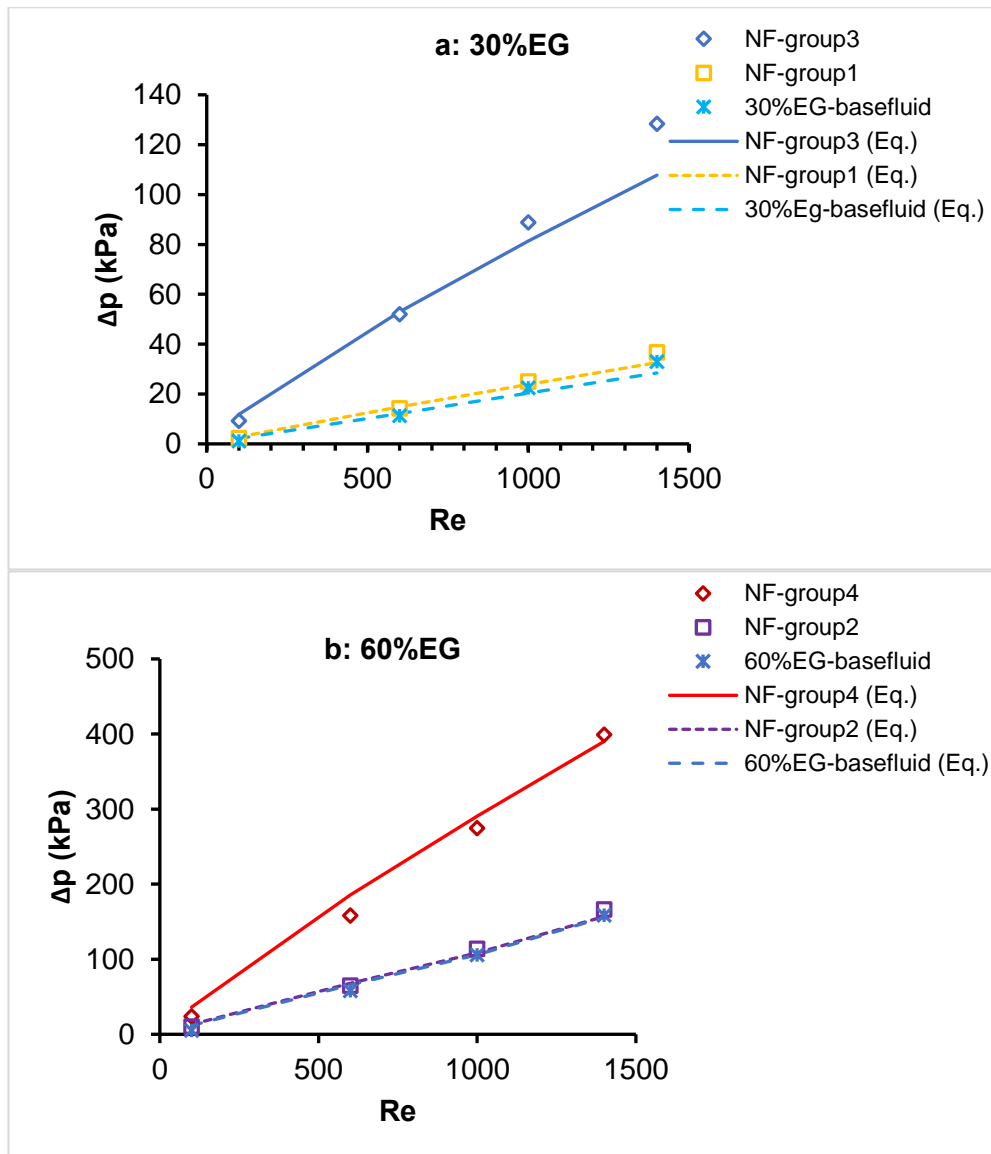 a: 30%EG
NF-group3
NF-group1
30%EG-basefluid
NF-group3 (Eq.)
NF-group1 (Eq.)
30%Eg-basefluid (Eq.)
140
120
100
80
60
40
20
0
Δp (kPa)
0 500 1000 1500
Re
b: 60%EG
NF-group4
NF-group2
60%EG-basefluid
NF-group4 (Eq.)
NF-group2 (Eq.)
60%EG-basefluid (Eq.)
500
400
300
200
100
0
Δp (kPa)
0 500 1000 1500
Re